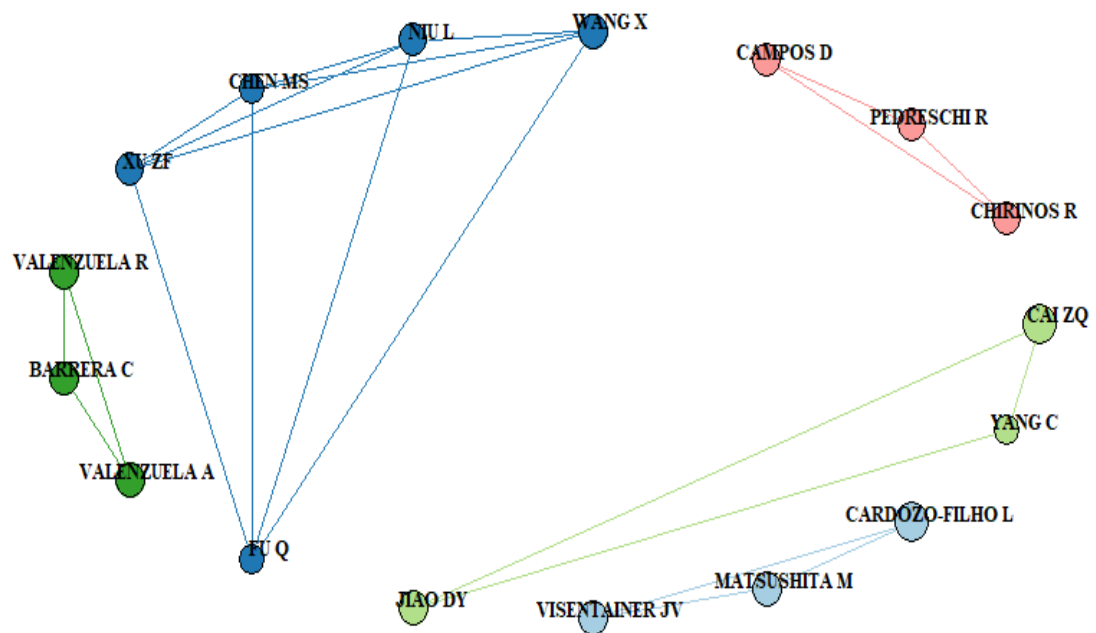 WANG X
NIU L
CAMPOS D
CHEN MS
PEDRESCHI R
XU ZF
CHIRINOS R
VALENZUELA R
CAI ZQ
BARRERA C
YANG C
VALENZUELA A
CARDOZO-FILHO L
FU Q
MATSUSHITA M
JIAO DY
VISENTAINER JV